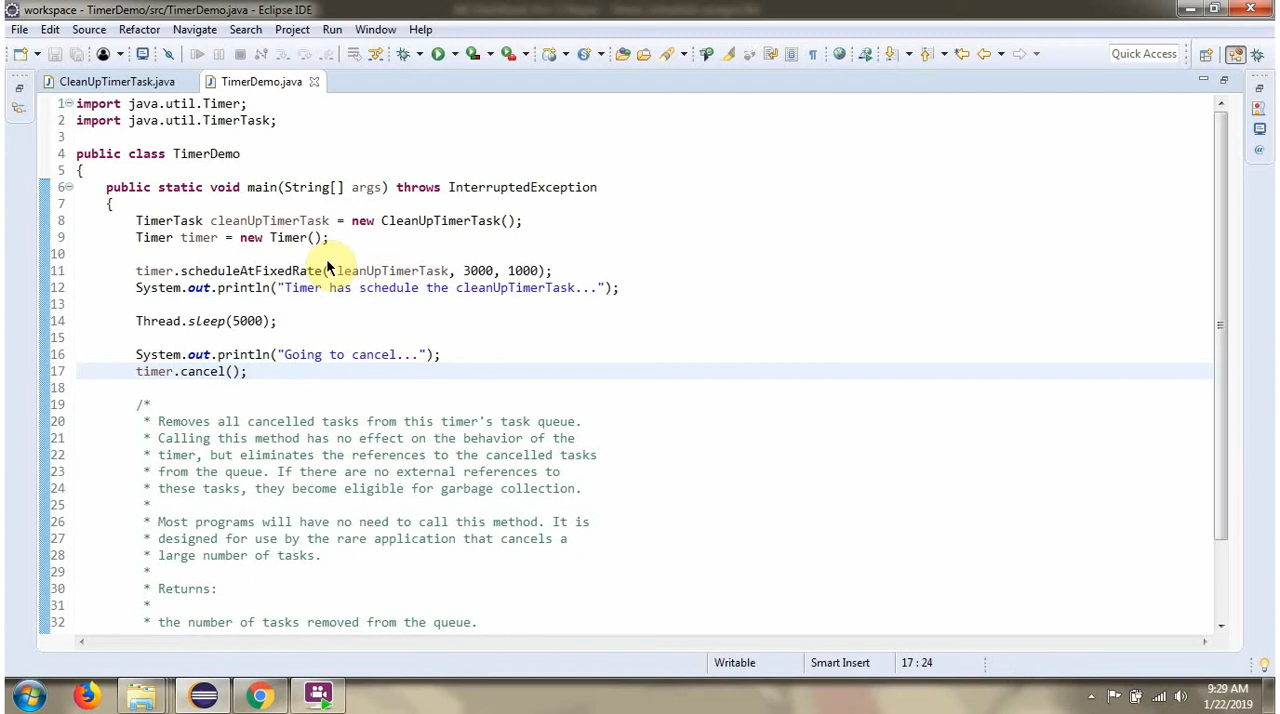 workspace - TimerDemo/src/TimerDemo.java - Eclipse IDE
File Edit Source Refactor Navigate Search Project Run Window Help
Quick Access
CleanUpTimerTask.java TimerDemo.java
1 import java.util.Timer;
2 import java.util.TimerTask;
3
4 public class TimerDemo
5 {
6 public static void main(String[] args) throws InterruptedException
7 {
8 TimerTask cleanUpTimerTask = new CleanUpTimerTask();
9 Timer timer = new Timer();
10
11 timer.scheduleAtFixedRate(cleanUpTimerTask, 3000, 1000);
12 System.out.println("Timer has schedule the cleanUpTimerTask...");
13
14 Thread.sleep(5000);
15
16 System.out.println("Going to cancel...");
17 timer.cancel();
18
19 /*
20 * Removes all cancelled tasks from this timer's task queue.
21 * Calling this method has no effect on the behavior of the
22 * timer, but eliminates the references to the cancelled tasks
23 * from the queue. If there are no external references to
24 * these tasks, they become eligible for garbage collection.
25 *
26 * Most programs will have no need to call this method. It is
27 * designed for use by the rare application that cancels a
28 * large number of tasks.
29 *
30 * Returns:
31 *
32 * the number of tasks removed from the queue.
Writable Smart Insert 17 : 24
9:29 AM
1/22/2019